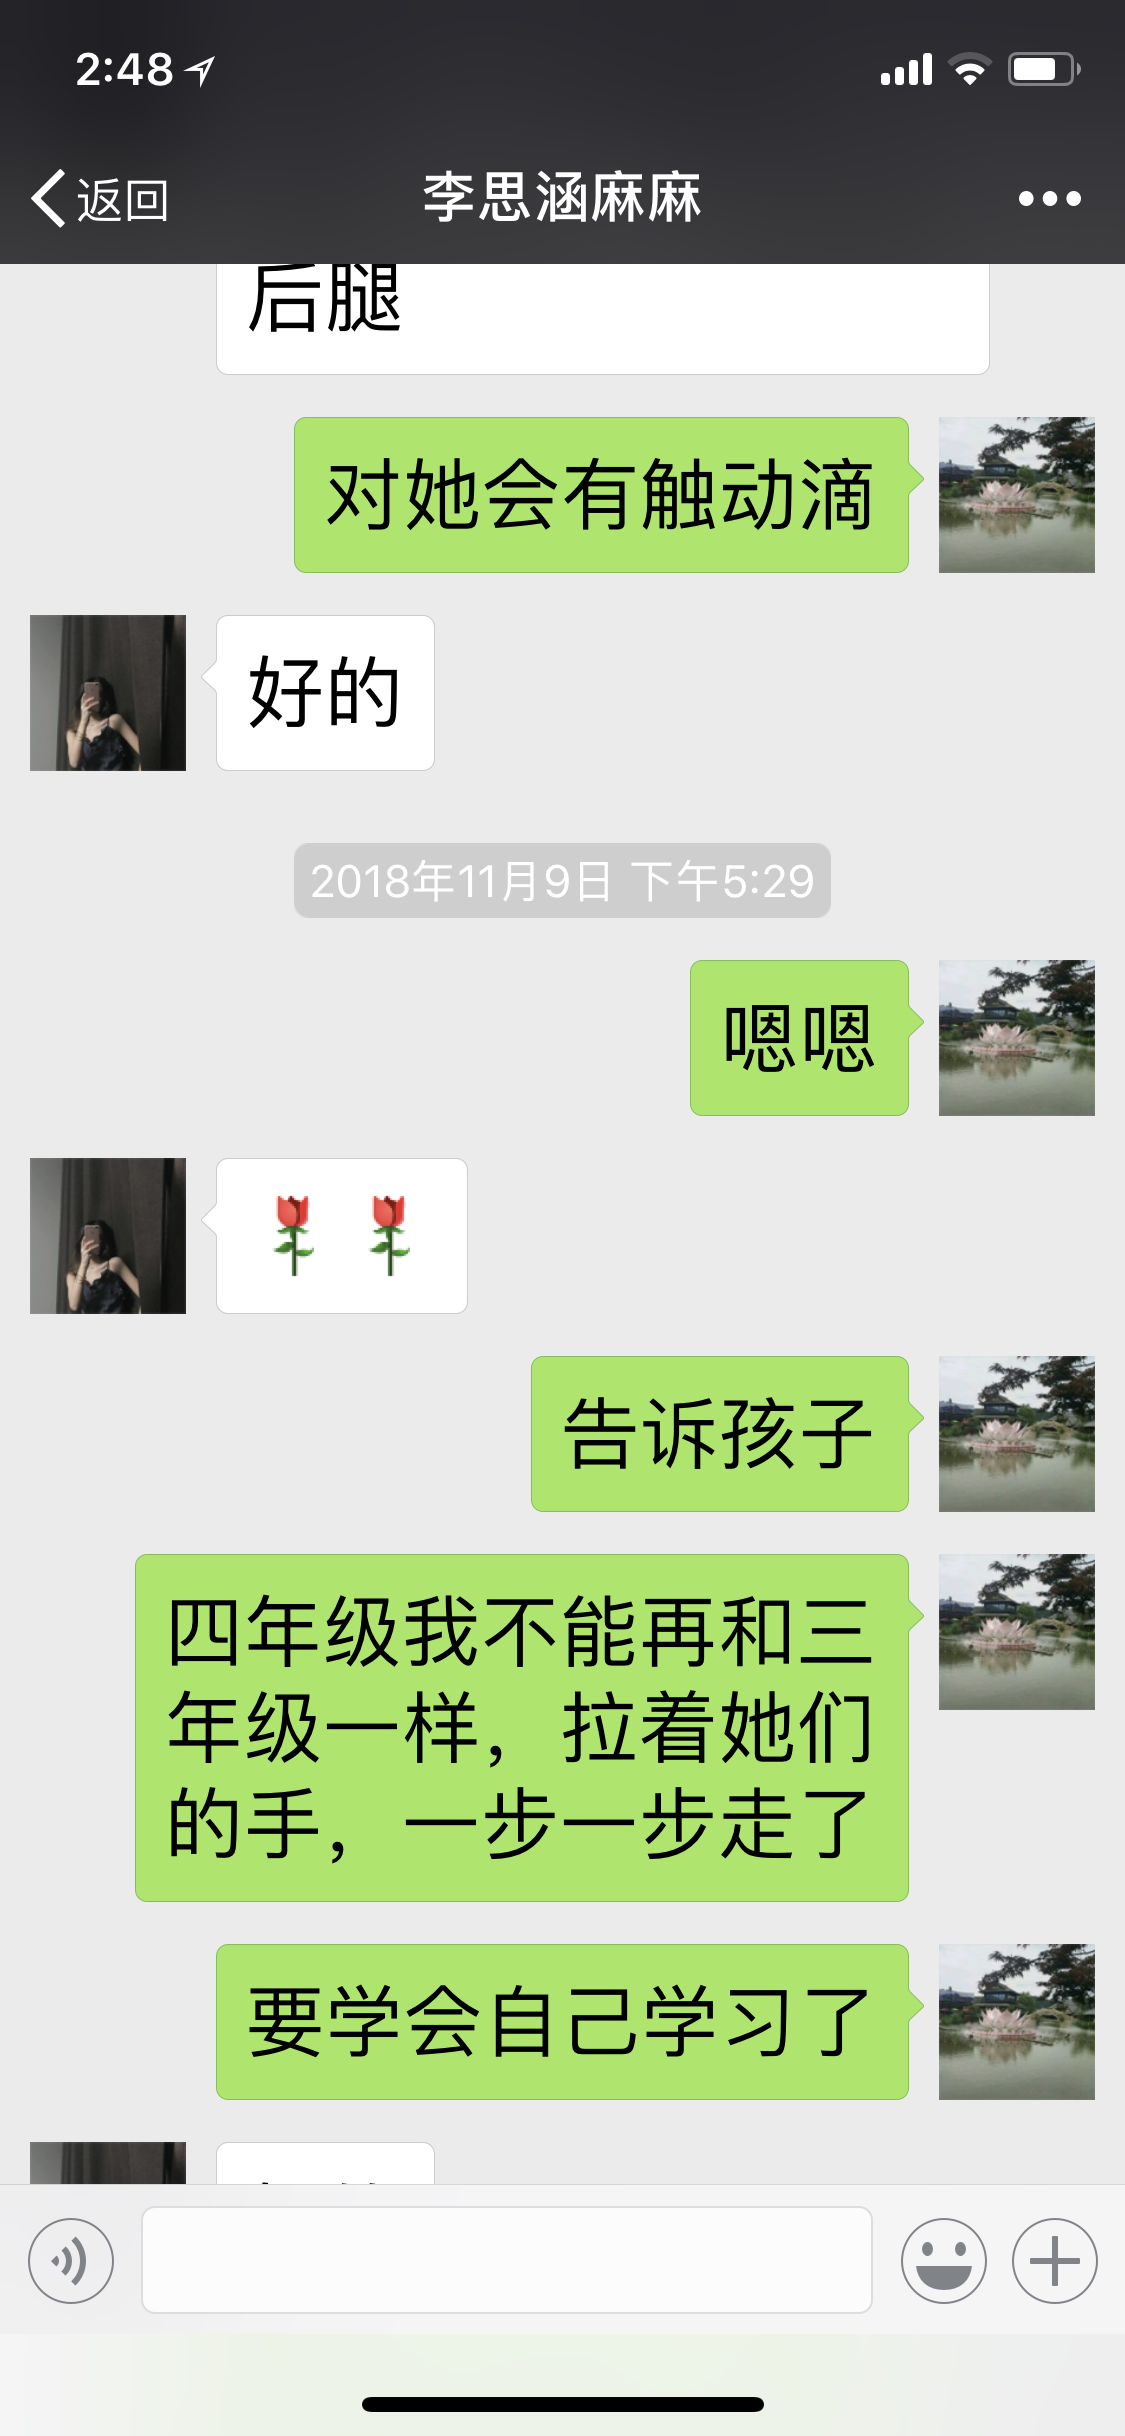 2:48
返回
李思涵麻麻
后腿
对她会有触动滴
好的
2018年11月9日 下午5:29
嗯嗯
告诉孩子
四年级我不能再和三
年级一样，拉着她们
的手，一步一步走了
要学会自己学习了